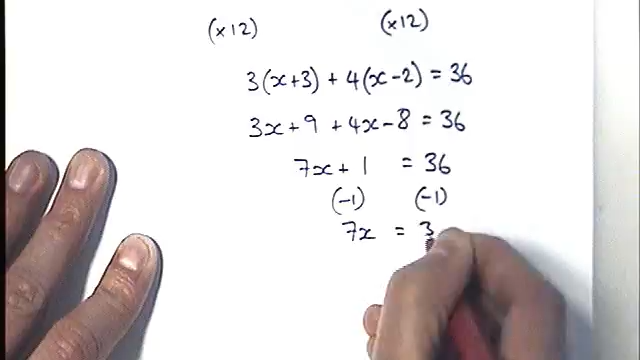 (×12) (×12)
3(x+3) + 4(x-2) = 36
3x + 9 + 4x - 8 = 36
7x + 1 = 36
(-1) (-1)
7x = 3